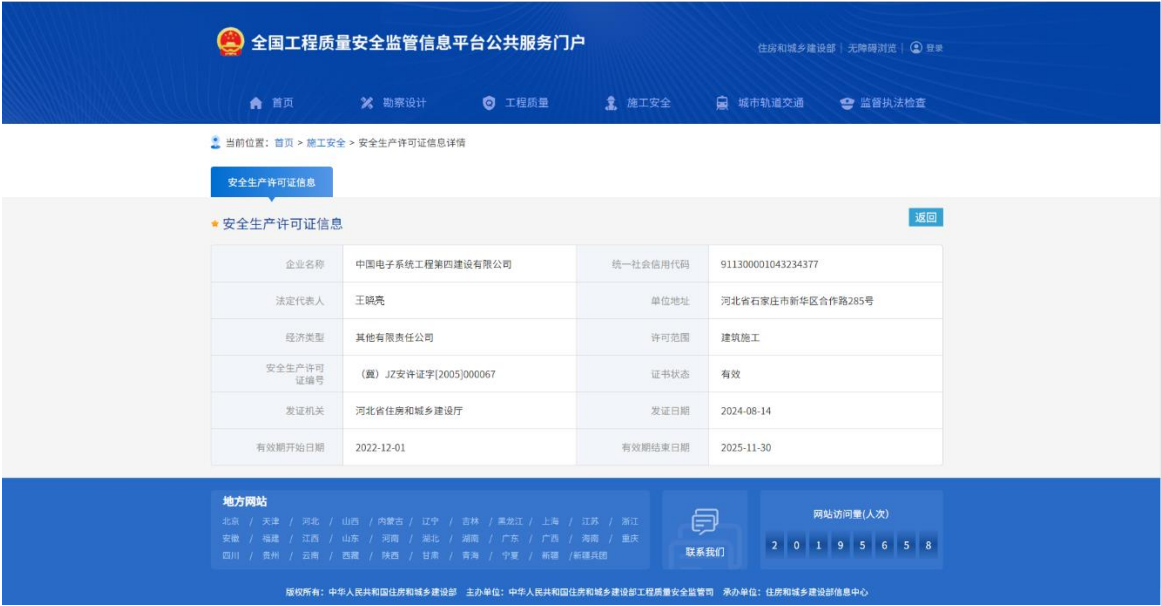 全国工程质量安全监管信息平台公共服务门户
住房和城乡建设部 | 无障碍浏览 | 登录
首页 勘察设计 工程质量 施工安全 城市轨道交通 监督执法检查
当前位置：首页 > 施工安全 > 安全生产许可证信息详情
安全生产许可证信息
安全生产许可证信息 返回
企业名称 中国电子系统工程第四建设有限公司 统一社会信用代码 911300001043234377
法定代表人 王晓亮 单位地址 河北省石家庄市新华区合作路285号
经济类型 其他有限责任公司 许可范围 建筑施工
安全生产许可
证编号 （冀）JZ安许证字[2005]000067 证书状态 有效
发证机关 河北省住房和城乡建设厅 发证日期 2024-08-14
有效期开始日期 2022-12-01 有效期结束日期 2025-11-30
地方网站
北京 / 天津 / 河北 / 山西 / 内蒙古 / 辽宁 / 吉林 / 黑龙江 / 上海 / 江苏 / 浙江
安徽 / 福建 / 江西 / 山东 / 河南 / 湖北 / 湖南 / 广东 / 广西 / 海南 / 重庆
四川 / 贵州 / 云南 / 西藏 / 陕西 / 甘肃 / 青海 / 宁夏 / 新疆 / 新疆兵团
联系我们
网站访问量(人次)
2 0 1 9 5 6 5 8
版权所有：中华人民共和国住房和城乡建设部 主办单位：中华人民共和国住房和城乡建设部工程质量安全监管司 承办单位：住房和城乡建设部信息中心